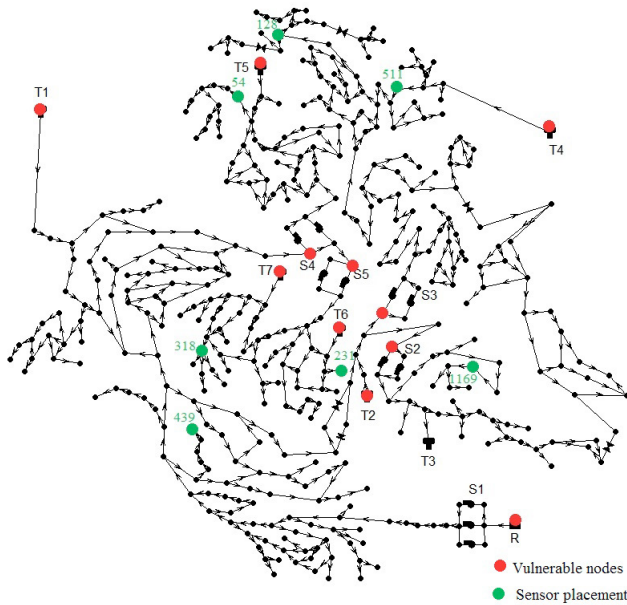 128
T5
54
511
T1
T4
S4
S5
T7
S3
T6
318
S2
231
1169
T2
439
T3
S1
R
Vulnerable nodes
Sensor placement